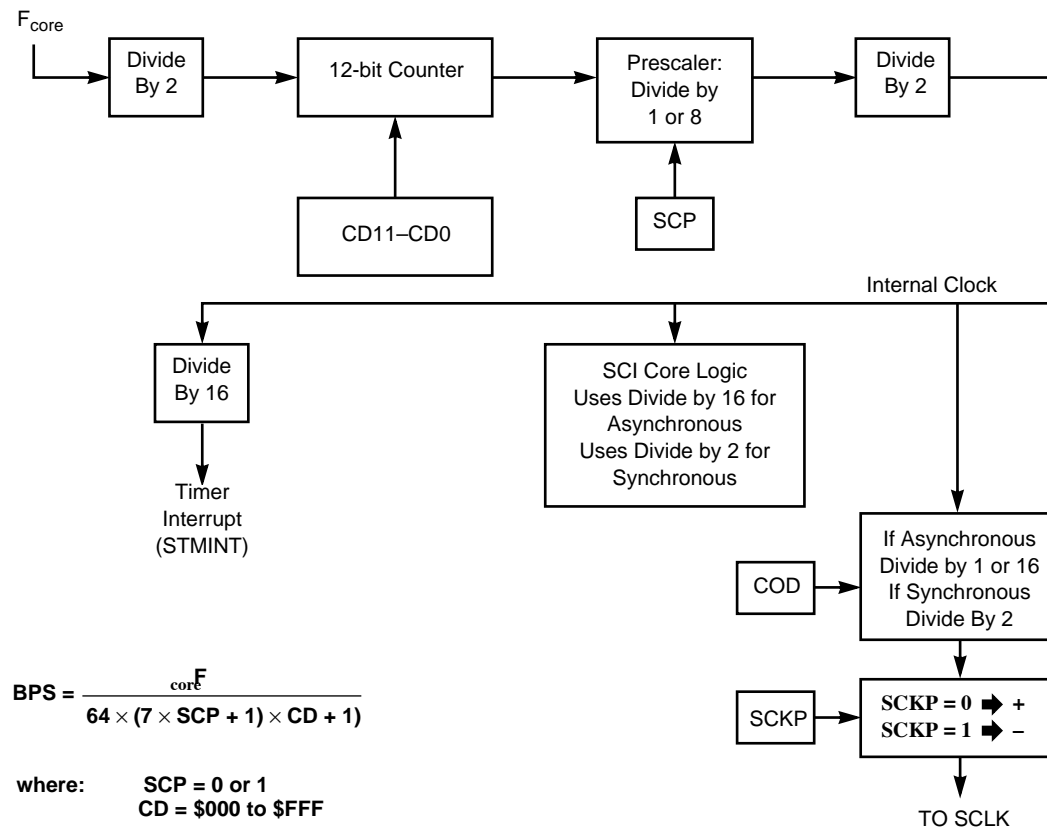 Fcore
Divide
By 2
12-bit Counter
Prescaler:
Divide by
1 or 8
Divide
By 2
CD11–CD0
SCP
Internal Clock
Divide
By 16
SCI Core Logic
Uses Divide by 16 for
Asynchronous
Uses Divide by 2 for
Synchronous
Timer
Interrupt
(STMINT)
COD
If Asynchronous
Divide by 1 or 16
If Synchronous
Divide By 2
BPS = coreF
64 × (7 × SCP + 1) × CD + 1)
where: SCP = 0 or 1
CD = $000 to $FFF
SCKP
SCKP = 0 ➨ +
SCKP = 1 ➨ –
TO SCLK